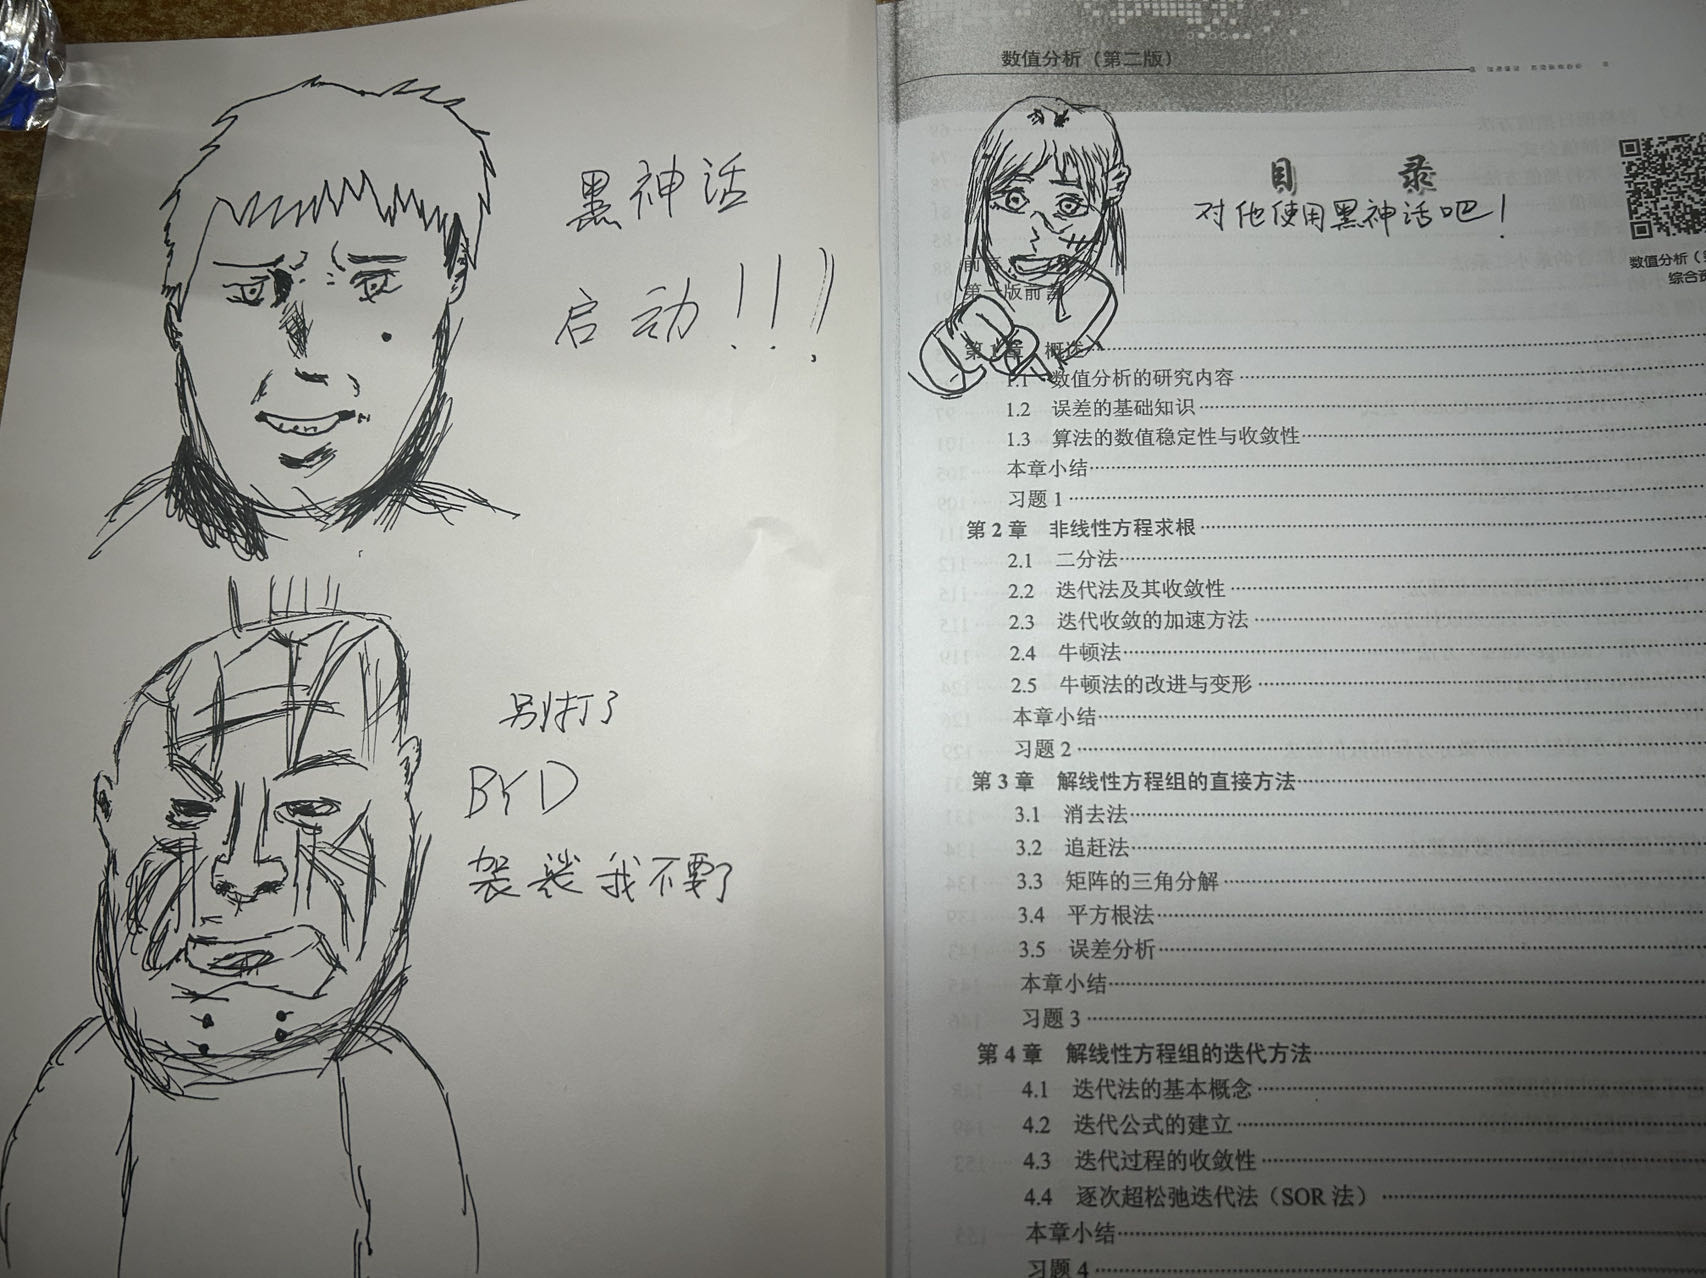 黑神话
启动！！！
别打了
BYD
袈裟我不要了
数值分析（第二版）
目 录
对他使用黑神话吧！
第二版前言
第1章 概述
1.1 数值分析的研究内容
1.2 误差的基础知识
1.3 算法的数值稳定性与收敛性
本章小结
习题 1
第 2 章 非线性方程求根
2.1 二分法
2.2 迭代法及其收敛性
2.3 迭代收敛的加速方法
2.4 牛顿法
2.5 牛顿法的改进与变形
本章小结
习题 2
第 3 章 解线性方程组的直接方法
3.1 消去法
3.2 追赶法
3.3 矩阵的三角分解
3.4 平方根法
3.5 误差分析
本章小结
习题 3
第 4 章 解线性方程组的迭代方法
4.1 迭代法的基本概念
4.2 迭代公式的建立
4.3 迭代过程的收敛性
4.4 逐次超松弛迭代法（SOR 法）
本章小结
习题 4
数值分析（
综合